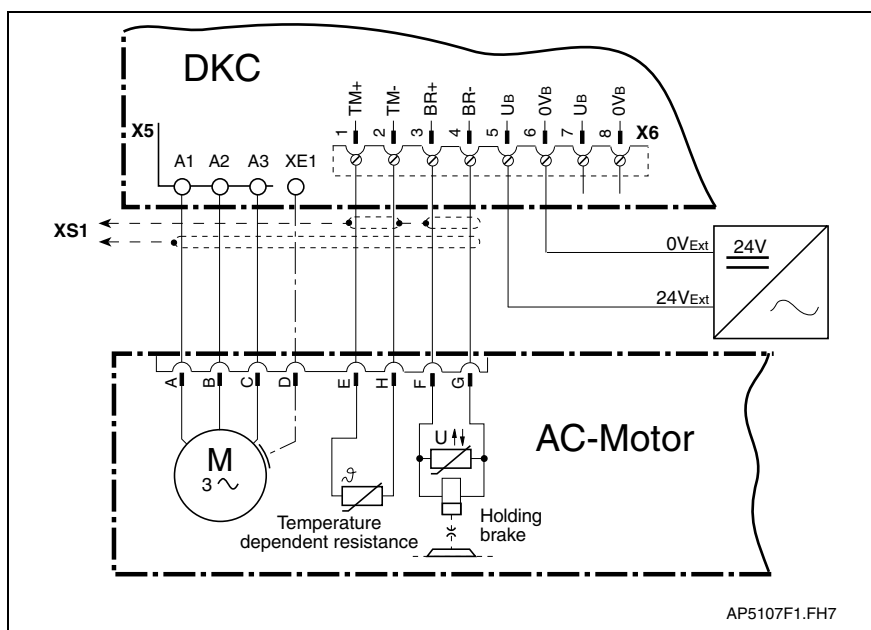 DKC
TM+ TM- BR+ BR- UB 0VB UB 0VB
X5 1 2 3 4 5 6 7 8 X6
A1 A2 A3 XE1
XS1
0VExt
24V
24VExt
A B C D E H F G
AC-Motor
U
M
3
ϑ
Temperature
dependent resistance
Holding
brake
AP5107F1.FH7